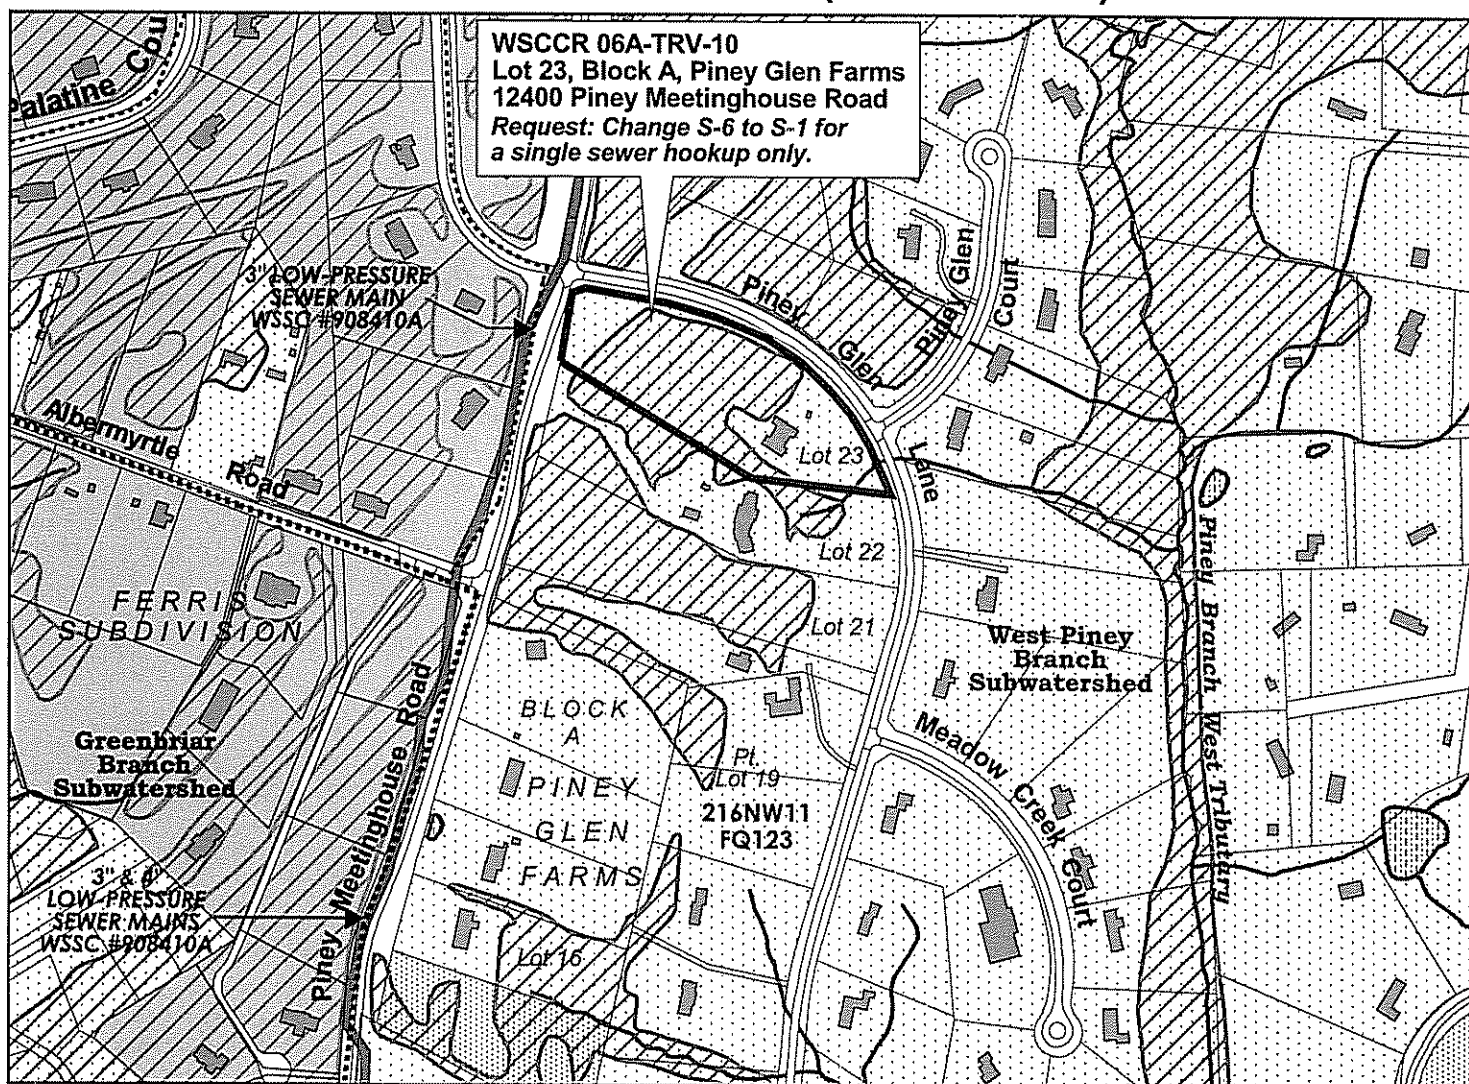 WSCCR 06A-TRV-10
Lot 23, Block A, Piney Glen Farms
12400 Piney Meetinghouse Road
Request: Change S-6 to S-1 for
a single sewer hookup only.
Palatine Cou
3" LOW-PRESSURE
SEWER MAIN
WSSC #908410A
Piney Glen Lane
Piney Glen
Court
Albermyrtle
Road
Lot 23
Lot 22
Lot 21
FERRIS
SUBDIVISION
West Piney
Branch
Subwatershed
Piney Branch West Tributary
Greenbriar
Branch
Subwatershed
BLOCK
A
PINEY
GLEN
FARMS
Pt.
Lot 19
216NW11
FQ123
Meadow Creek Court
3" & 4"
LOW-PRESSURE
SEWER MAINS
WSSC #908410A
Piney Meetinghouse Road
Lot 16